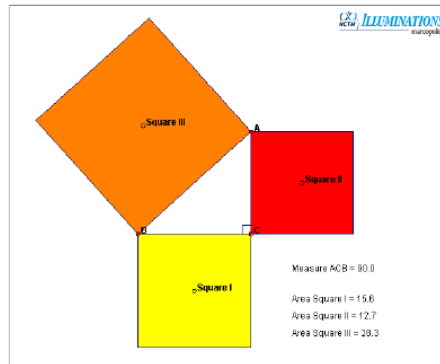 NCTM ILLUMINATIONS
marcopolo
Square III
A
Square II
B
C
Square I
Measure ACB = 90.0
Area Square I = 15.6
Area Square II = 12.7
Area Square III = 28.3